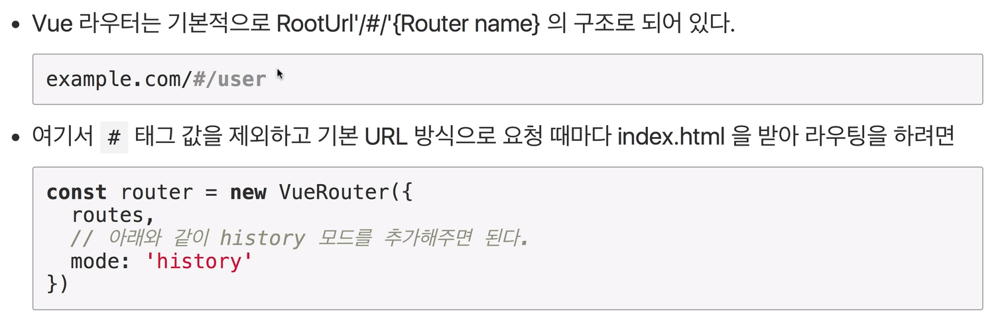 Vue 라우터는 기본적으로 RootUrl'/#/'{Router name} 의 구조로 되어 있다.
example.com/#/user
여기서 # 태그 값을 제외하고 기본 URL 방식으로 요청 때마다 index.html 을 받아 라우팅을 하려면
const router = new VueRouter({
  routes,
  // 아래와 같이 history 모드를 추가해주면 된다.
  mode: 'history'
})